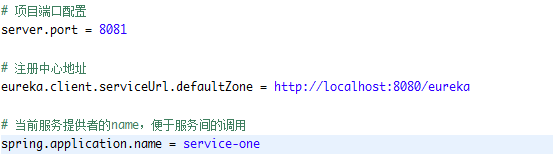 # 项目端口配置
server.port = 8081
# 注册中心地址
eureka.client.serviceUrl.defaultZone = http://localhost:8080/eureka
# 当前服务提供者的name，便于服务间的调用
spring.application.name = service-one